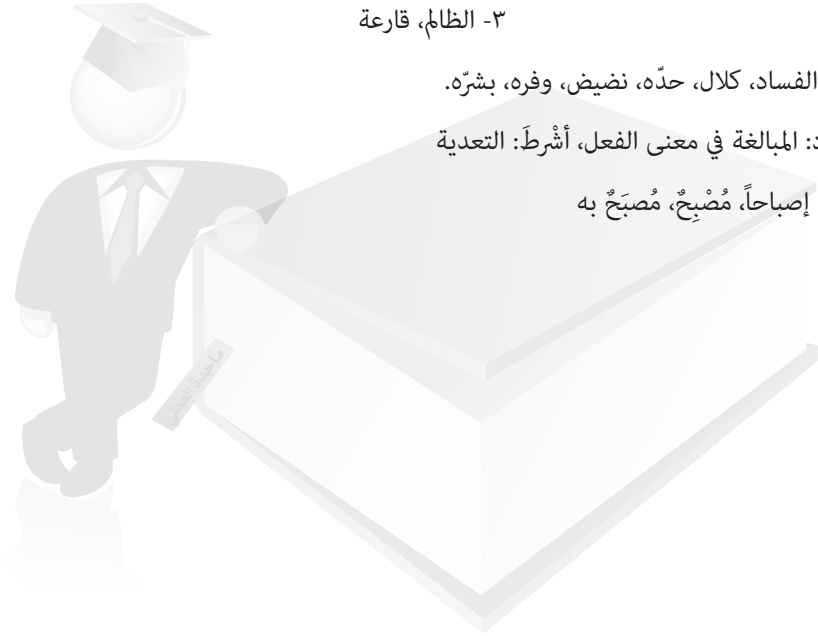 ٣- الظالم، قارعة
الفساد، كلال، حدّه، نضيض، وفره، بشرّه.
د: المبالغة في معنى الفعل، أشْرطَ: التعدية
إصباحاً، مُصْبِحٌ، مُصبَحٌ به
ماجدة